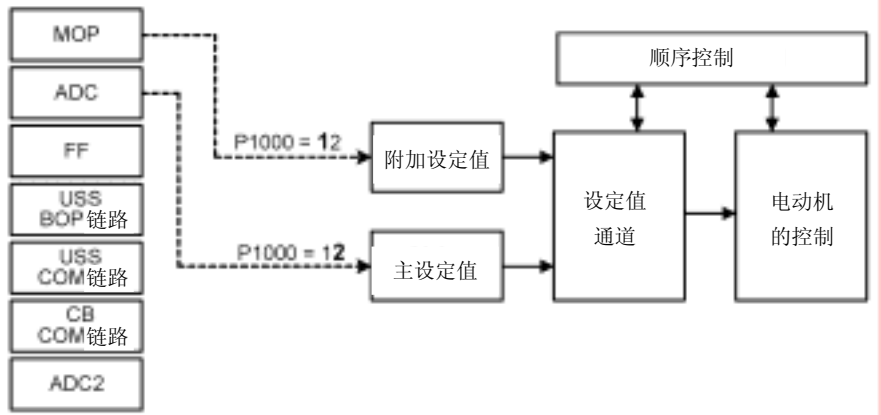 MOP
ADC
FF
USS
BOP链路
USS
COM链路
CB
COM链路
ADC2
P1000 = 12
P1000 = 12
附加设定值
主设定值
顺序控制
设定值
通道
电动机
的控制